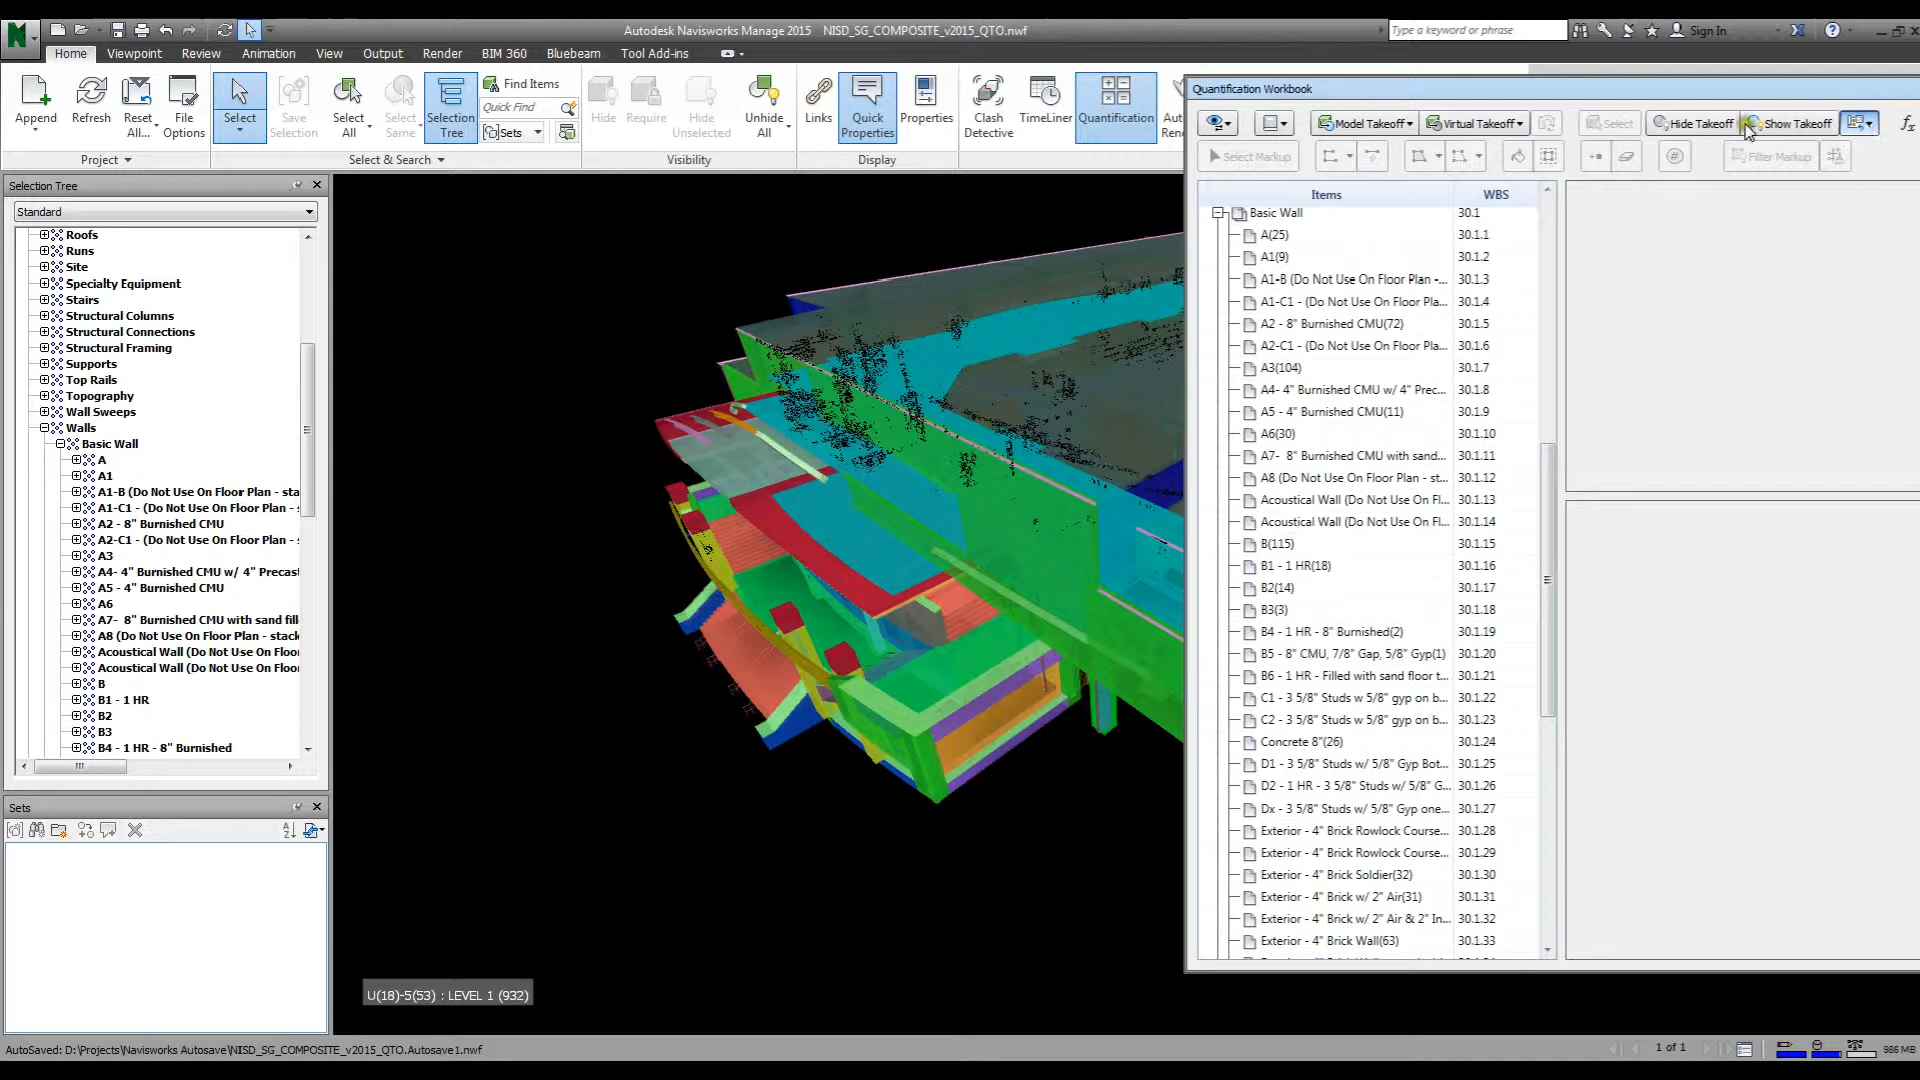 Autodesk Navisworks Manage 2015 NISD_SG_COMPOSITE_v2015_QTO.nwf
Type a keyword or phrase
Sign In
Home Viewpoint Review Animation View Output Render BIM 360 Bluebeam Tool Add-ins
Append Refresh Reset All... File Options
Select Save Selection Select All Select Same Selection Tree
Find Items
Quick Find
Sets
Hide Require Hide Unselected Unhide All
Links Quick Properties Properties
Clash Detective TimeLiner Quantification
Project Select & Search Visibility Display
Selection Tree
Standard
Roofs
Runs
Site
Specialty Equipment
Stairs
Structural Columns
Structural Connections
Structural Framing
Supports
Top Rails
Topography
Wall Sweeps
Walls
Basic Wall
A
A1
A1-B (Do Not Use On Floor Plan - sta
A1-C1 - (Do Not Use On Floor Plan -
A2 - 8" Burnished CMU
A2-C1 - (Do Not Use On Floor Plan -
A3
A4- 4" Burnished CMU w/ 4" Precast
A5 - 4" Burnished CMU
A6
A7- 8" Burnished CMU with sand fill
A8 (Do Not Use On Floor Plan - stack
Acoustical Wall (Do Not Use On Floor
Acoustical Wall (Do Not Use On Floor
B
B1 - 1 HR
B2
B3
B4 - 1 HR - 8" Burnished
Sets
U(18)-5(53) : LEVEL 1 (932)
Quantification Workbook
Model Takeoff Virtual Takeoff Select Hide Takeoff Show Takeoff
Select Markup Filter Markup
Items WBS
Basic Wall 30.1
A(25) 30.1.1
A1(9) 30.1.2
A1-B (Do Not Use On Floor Plan -... 30.1.3
A1-C1 - (Do Not Use On Floor Pla... 30.1.4
A2 - 8" Burnished CMU(72) 30.1.5
A2-C1 - (Do Not Use On Floor Pla... 30.1.6
A3(104) 30.1.7
A4- 4" Burnished CMU w/ 4" Prec... 30.1.8
A5 - 4" Burnished CMU(11) 30.1.9
A6(30) 30.1.10
A7- 8" Burnished CMU with sand... 30.1.11
A8 (Do Not Use On Floor Plan - st... 30.1.12
Acoustical Wall (Do Not Use On Fl... 30.1.13
Acoustical Wall (Do Not Use On Fl... 30.1.14
B(115) 30.1.15
B1 - 1 HR(18) 30.1.16
B2(14) 30.1.17
B3(3) 30.1.18
B4 - 1 HR - 8" Burnished(2) 30.1.19
B5 - 8" CMU, 7/8" Gap, 5/8" Gyp(1) 30.1.20
B6 - 1 HR - Filled with sand floor t... 30.1.21
C1 - 3 5/8" Studs w/ 5/8" gyp on b... 30.1.22
C2 - 3 5/8" Studs w/ 5/8" gyp on b... 30.1.23
Concrete 8"(26) 30.1.24
D1 - 3 5/8" Studs w/ 5/8" Gyp Bot... 30.1.25
D2 - 1 HR - 3 5/8" Studs w/ 5/8" G... 30.1.26
Dx - 3 5/8" Studs w/ 5/8" Gyp one... 30.1.27
Exterior - 4" Brick Rowlock Course... 30.1.28
Exterior - 4" Brick Rowlock Course... 30.1.29
Exterior - 4" Brick Soldier(32) 30.1.30
Exterior - 4" Brick w/ 2" Air(31) 30.1.31
Exterior - 4" Brick w/ 2" Air & 2" In... 30.1.32
Exterior - 4" Brick Wall(63) 30.1.33
AutoSaved: D:\Projects\Navisworks Autosave\NISD_SG_COMPOSITE_v2015_QTO.Autosave1.nwf
1 of 1
986 MB